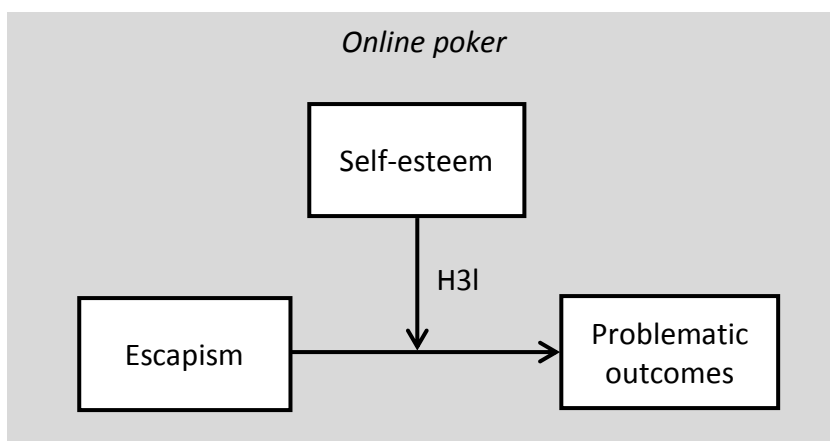 Online poker
Self-esteem
H3l
Escapism
Problematic
outcomes